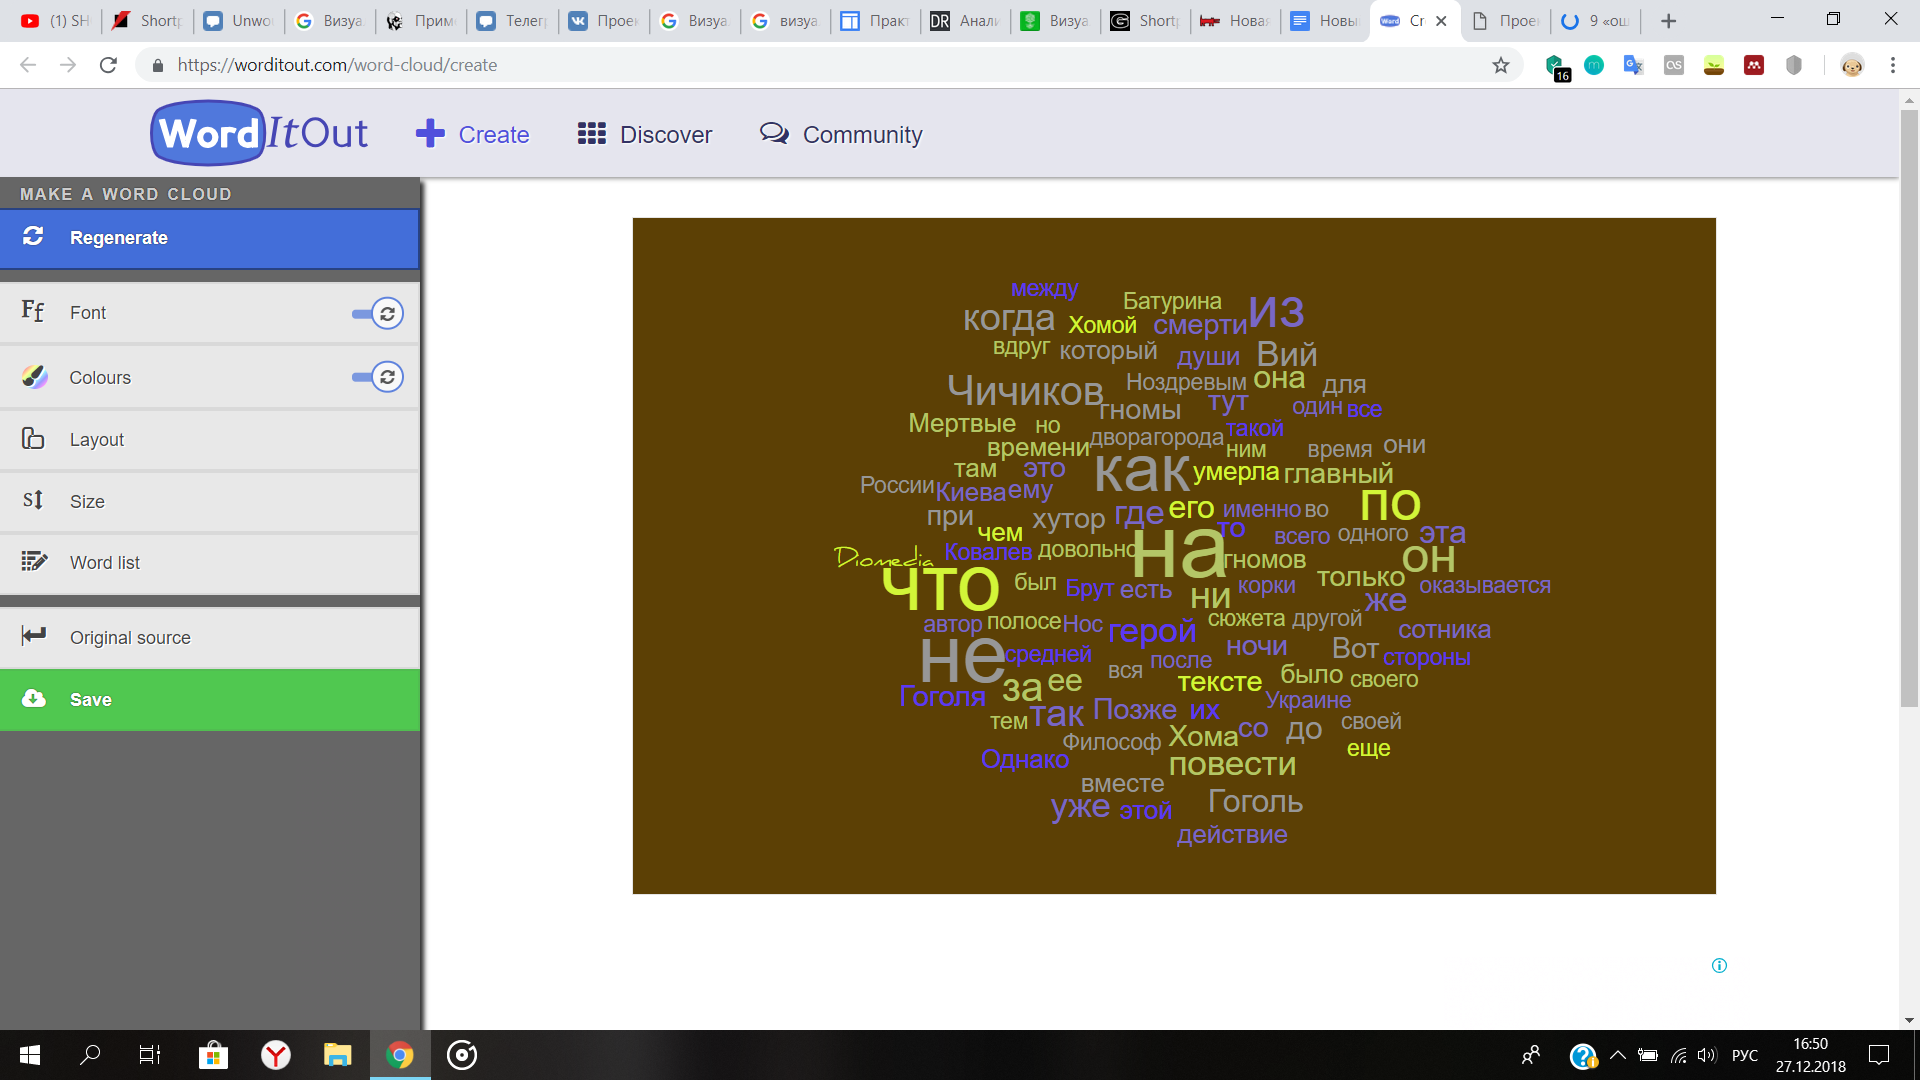 (1) SH
Shortp
Unwo
Визуа
Приме
Телег
Проек
Визуа
визуа
Практ
DR Анали
Визуа
Shortp
Новая
Новый
Cr
Проек
9 «ош
https://worditout.com/word-cloud/create
16
WordItOut
Create
Discover
Community
MAKE A WORD CLOUD
Regenerate
Font
Colours
Layout
Size
Word list
Original source
Save
между
Батурина
из
когда Хомой смерти
вдруг который души Вий
Чичиков Ноздревым она для
гномы тут один все
Мертвые но такой
времени дворагорода ним время они
там это как умерла главный
России Киева ему по
при хутор где его именно во
чем то всего одного эта
Diomedia Ковалев довольно на гномов он
что был Брут есть ни корки только оказывается
же
автор полосе Нос герой сюжета другой сотника
не средней вся после ночи Вот стороны
Гоголя за ее тексте было своего
тем так Позже их Украине
со до своей
Философ Хома еще
Однако повести
вместе
уже этой Гоголь
действие
РУС
16:50
27.12.2018